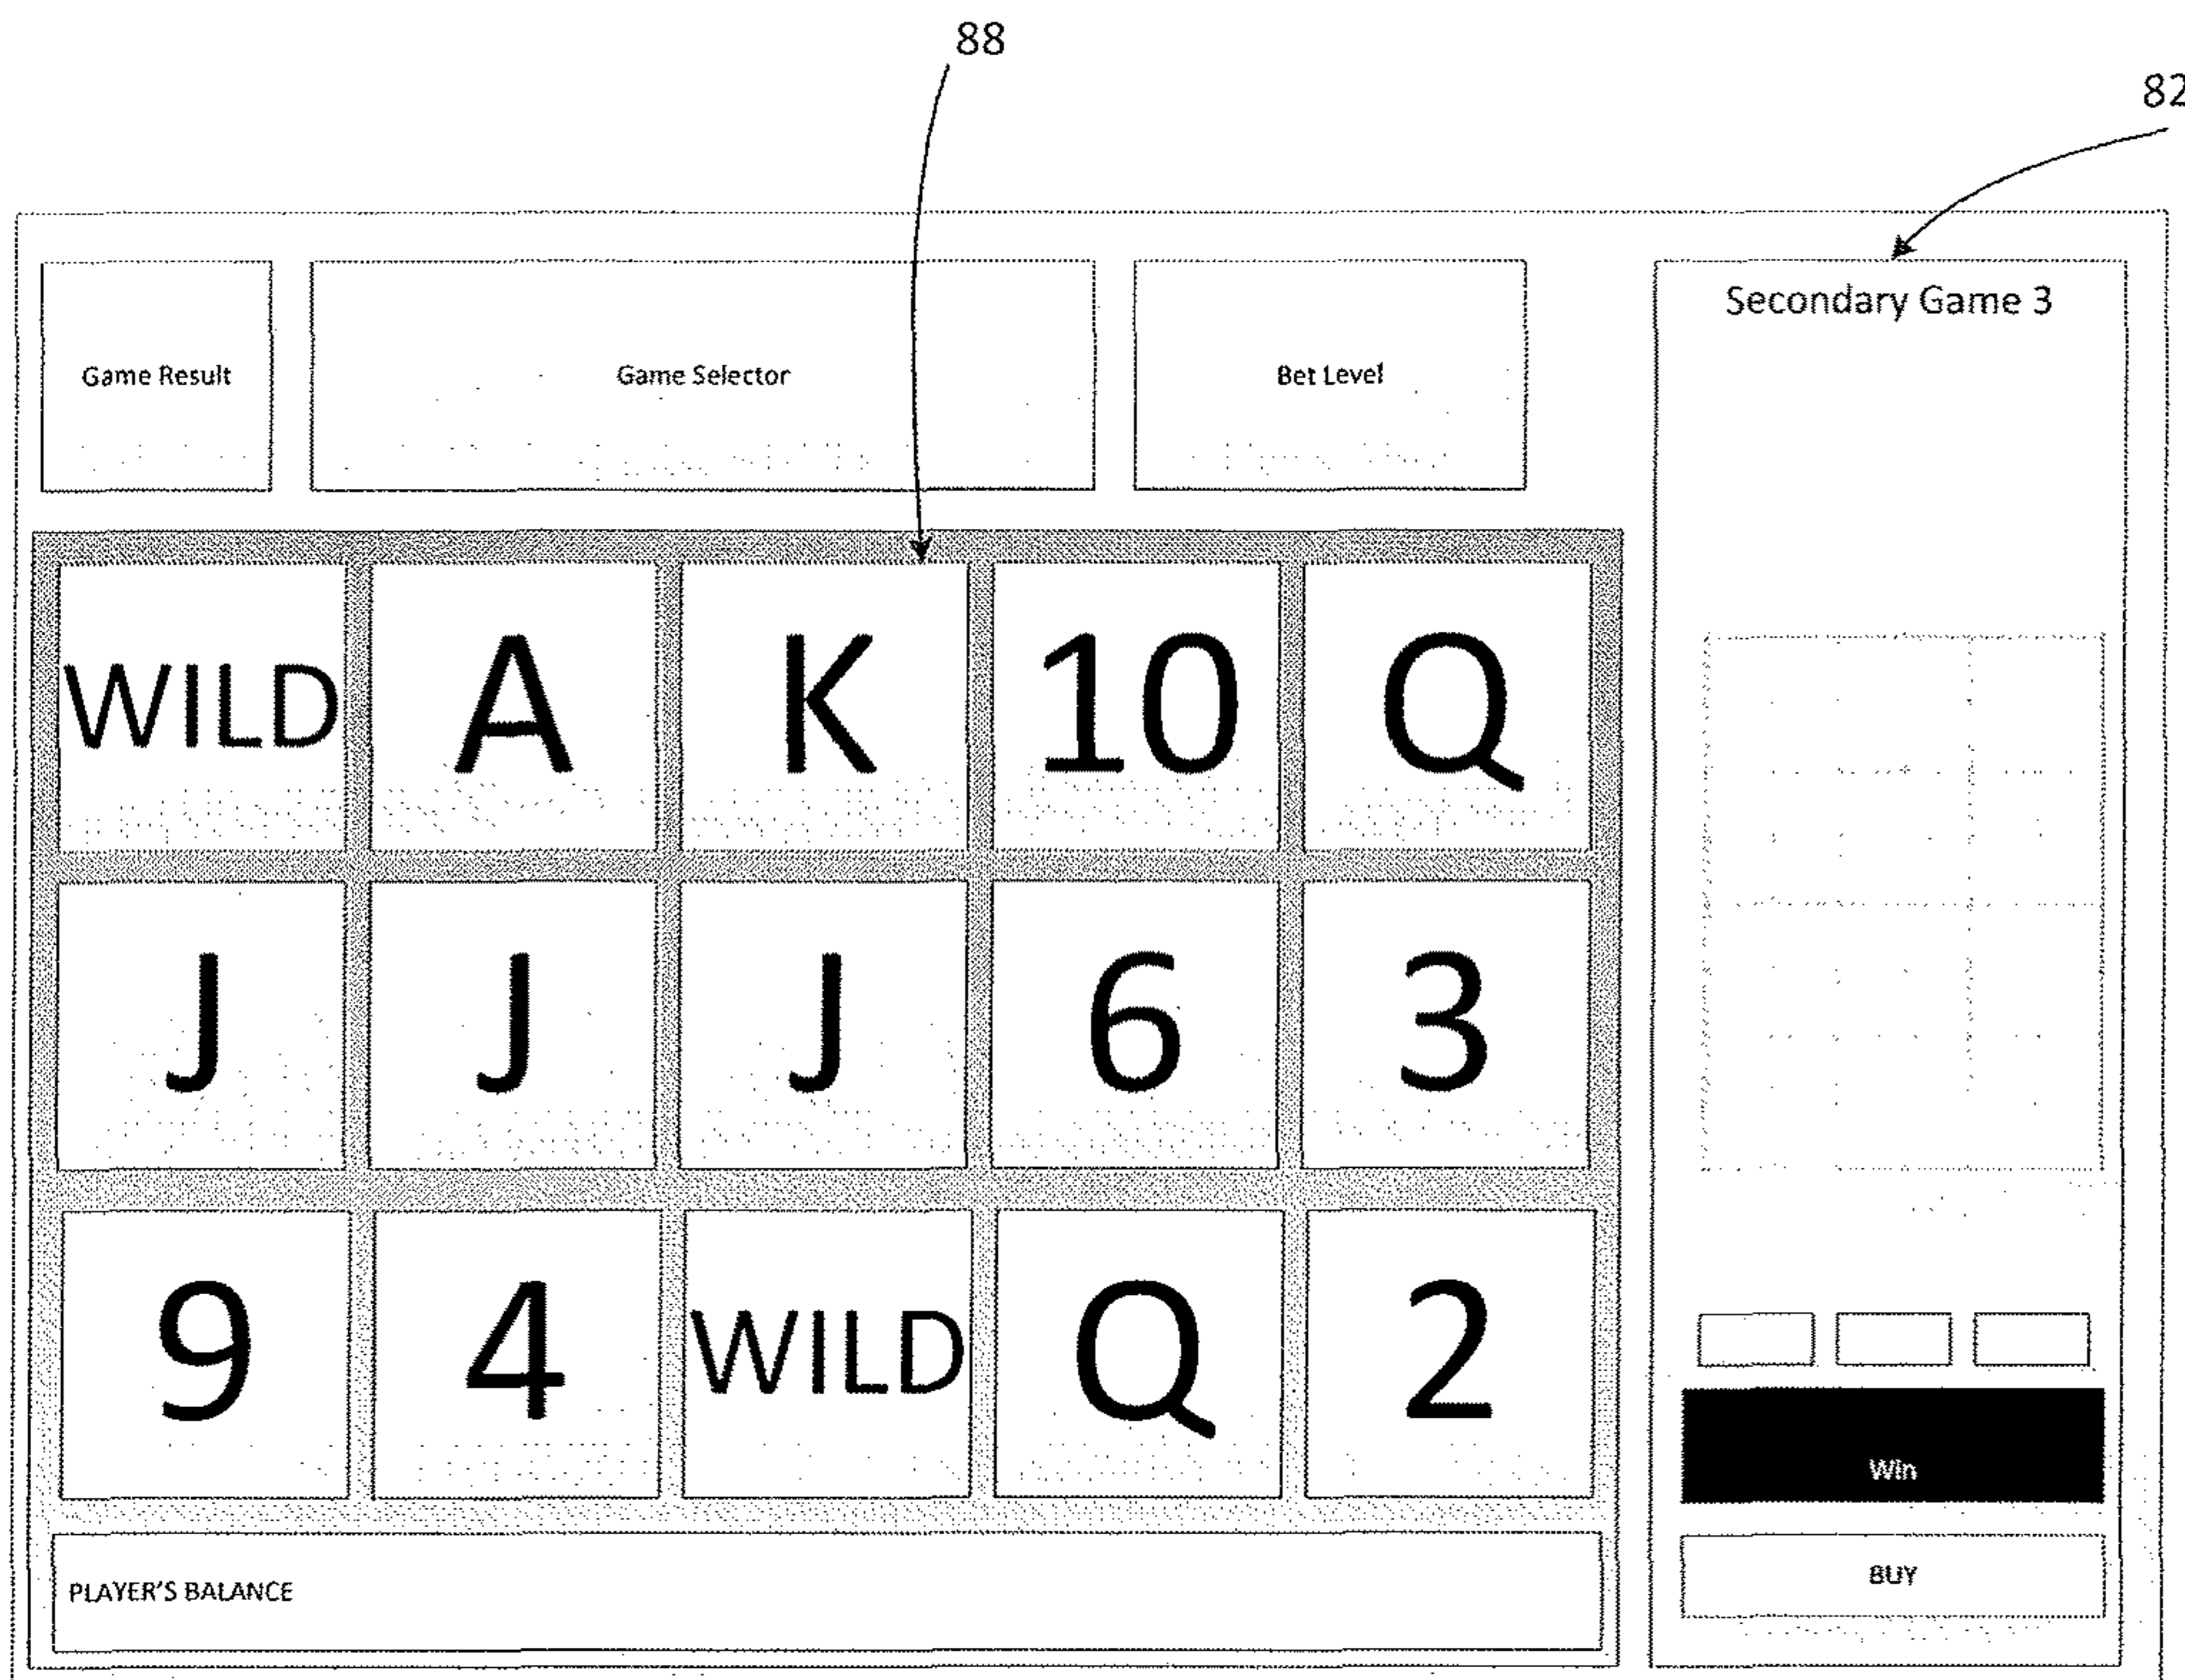 88
82
Secondary Game 3
Game Result
Game Selector
Bet Level
WILD A K 10 Q
J J J 6 3
9 4 WILD Q 2
Win
PLAYER'S BALANCE
BUY